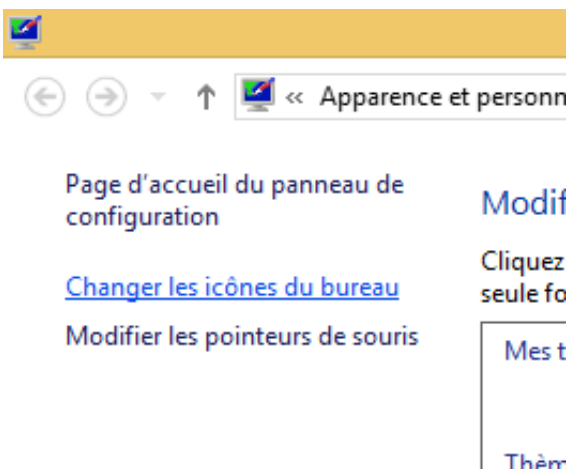 « Apparence et personn
Page d'accueil du panneau de
configuration
Modif
Cliquez
Changer les icônes du bureau
seule fo
Modifier les pointeurs de souris
Mes t
Thèm